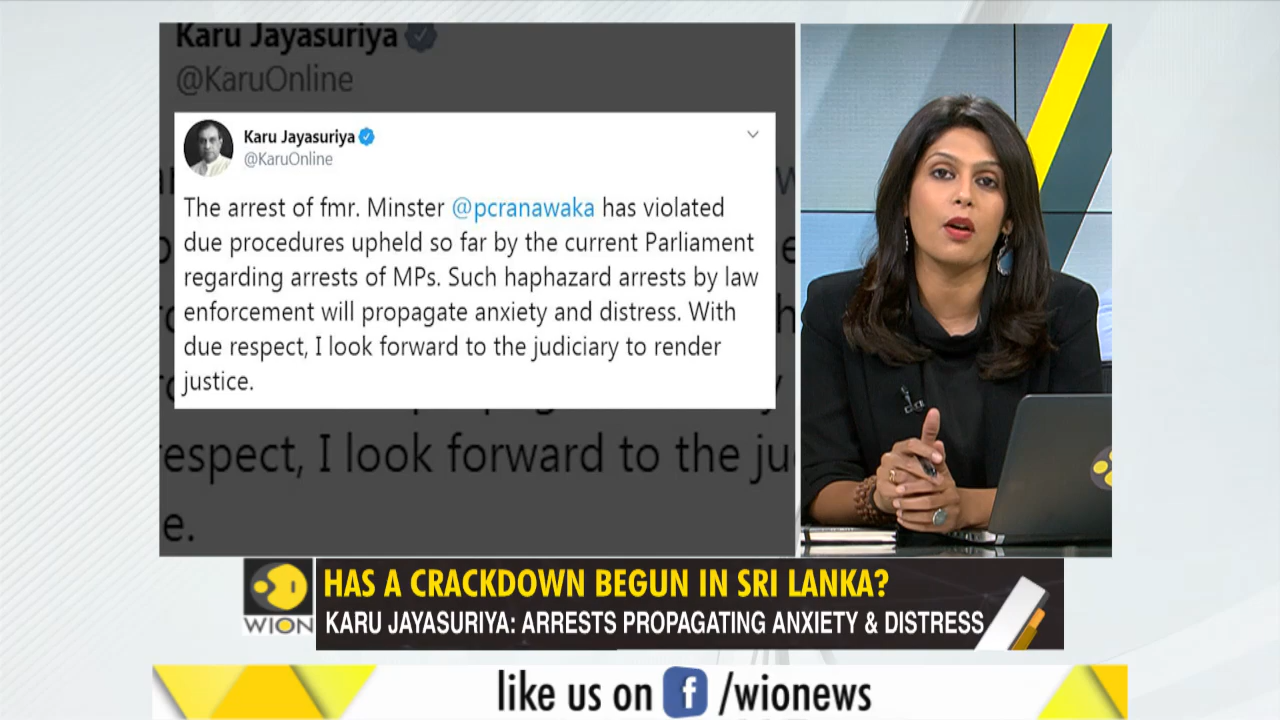 Karu Jayasuriya
@KaruOnline
Karu Jayasuriya
@KaruOnline
The arrest of fmr. Minster @pcranawaka has violated
due procedures upheld so far by the current Parliament
regarding arrests of MPs. Such haphazard arrests by law
enforcement will propagate anxiety and distress. With
due respect, I look forward to the judiciary to render
justice.
respect, I look forward to the ju
e.
HAS A CRACKDOWN BEGUN IN SRI LANKA?
KARU JAYASURIYA: ARRESTS PROPAGATING ANXIETY & DISTRESS
WION
like us on f /wionews